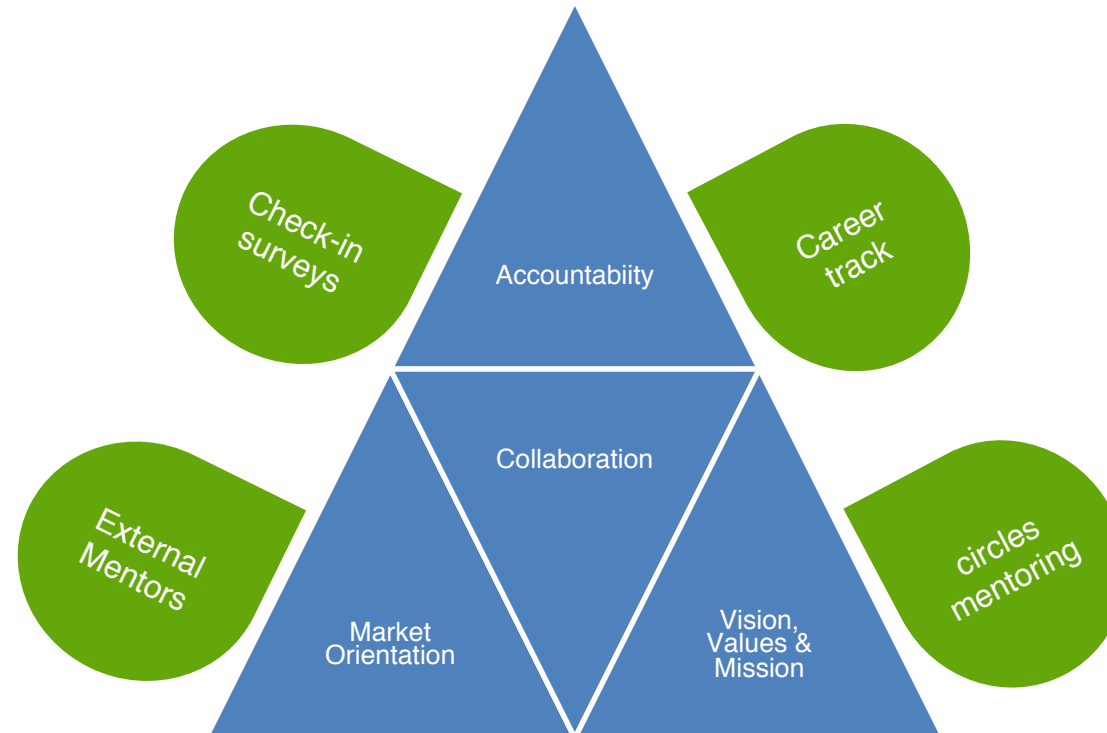 Check-in
surveys
Career
track
Accountabiity
Collaboration
External
Mentors
circles
mentoring
Market
Orientation
Vision,
Values &
Mission